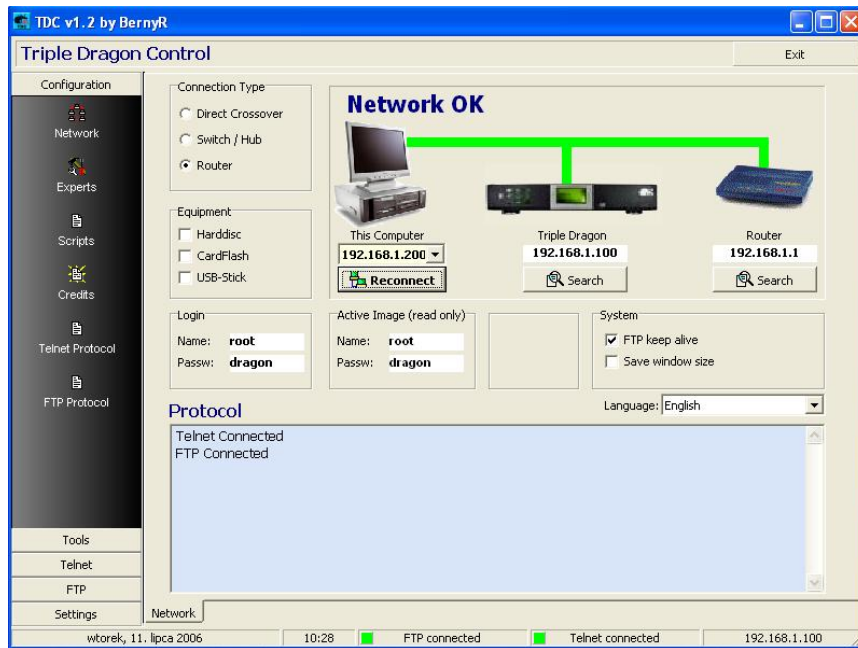 TDC v1.2 by BernyR
Triple Dragon Control
Exit
Configuration
Network
Experts
Scripts
Credits
Telnet Protocol
FTP Protocol
Tools
Telnet
FTP
Settings
Connection Type
Direct Crossover
Switch / Hub
Router
Equipment
Harddisc
CardFlash
USB-Stick
Network OK
This Computer
192.168.1.200
Reconnect
Triple Dragon
192.168.1.100
Search
Router
192.168.1.1
Search
Login
Name: root
Passw: dragon
Active Image (read only)
Name: root
Passw: dragon
System
FTP keep alive
Save window size
Language: English
Protocol
Telnet Connected
FTP Connected
Network
wtorek, 11. lipca 2006 10:28 FTP connected Telnet connected 192.168.1.100